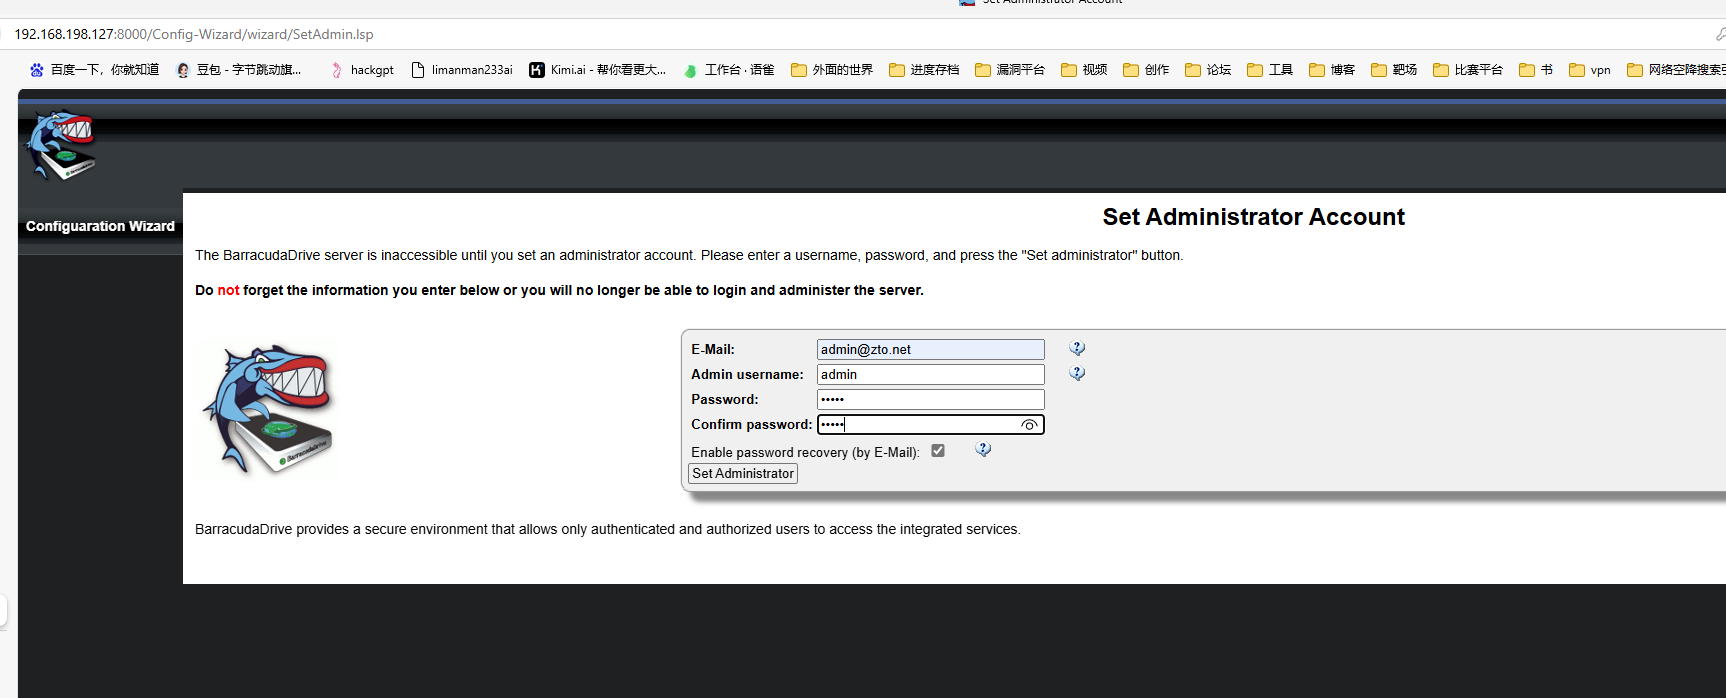 Set Administrator Account
192.168.198.127:8000/Config-Wizard/wizard/SetAdmin.lsp
百度一下，你就知道 豆包 - 字节跳动旗... hackgpt limanman233ai Kimi.ai - 帮你看更大... 工作台 · 语雀 外面的世界 进度存档 漏洞平台 视频 创作 论坛 工具 博客 靶场 比赛平台 书 vpn 网络空降搜索引
Configuaration Wizard
Set Administrator Account
The BarracudaDrive server is inaccessible until you set an administrator account. Please enter a username, password, and press the "Set administrator" button.
Do not forget the information you enter below or you will no longer be able to login and administer the server.
E-Mail: admin@zto.net
Admin username: admin
Password: •••••
Confirm password: •••••
Enable password recovery (by E-Mail):
Set Administrator
BarracudaDrive
BarracudaDrive provides a secure environment that allows only authenticated and authorized users to access the integrated services.